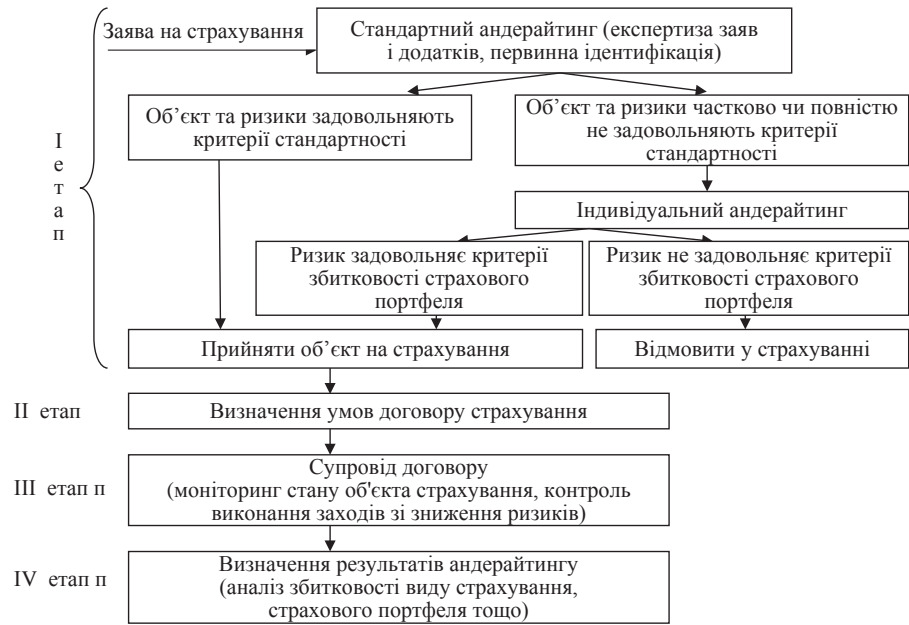 Заява на страхування
Стандартний андерайтинг (експертиза заяв
і додатків, первинна ідентифікація)
Об’єкт та ризики задовольняють
критерії стандартності
Об’єкт та ризики частково чи повністю
не задовольняють критерії
стандартності
І
е
т
а
п
Індивідуальний андерайтинг
Ризик задовольняє критерії
збитковості страхового
портфеля
Ризик не задовольняє критерії
збитковості страхового
портфеля
Прийняти об’єкт на страхування
Відмовити у страхуванні
ІІ етап
Визначення умов договору страхування
ІІІ етап п
Супровід договору
(моніторинг стану об'єкта страхування, контроль
виконання заходів зі зниження ризиків)
IV етап п
Визначення результатів андерайтингу
(аналіз збитковості виду страхування,
страхового портфеля тощо)